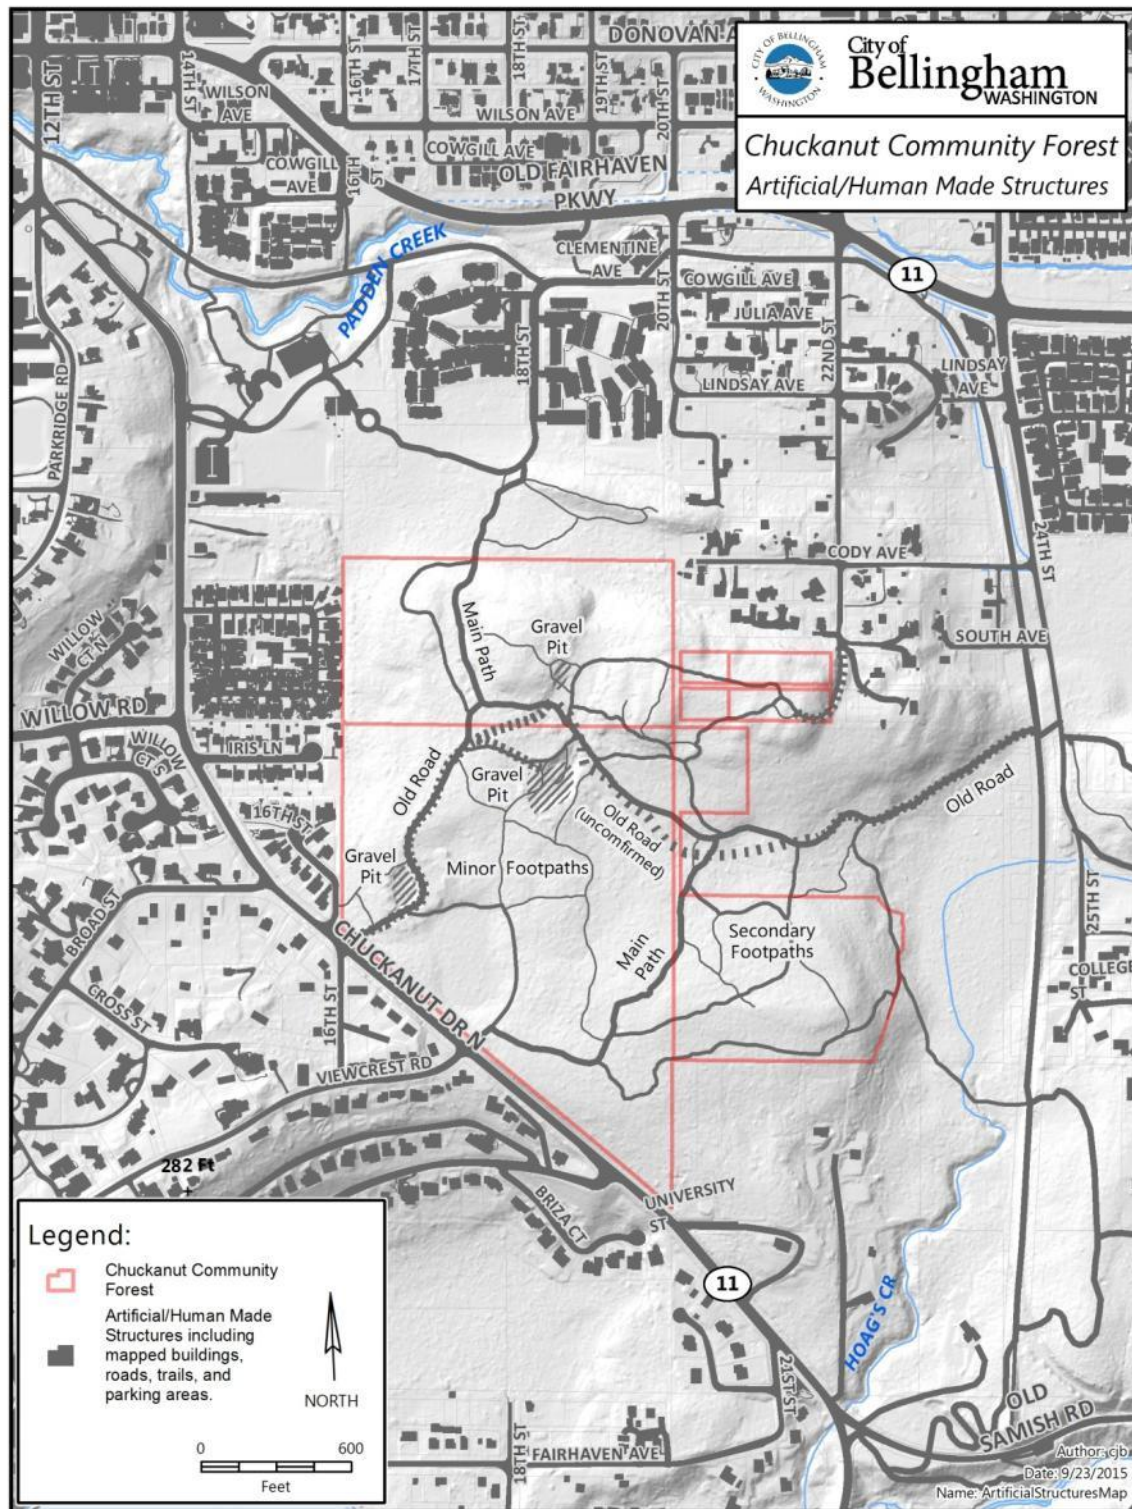 City of
Bellingham
WASHINGTON
CITY OF BELLINGHAM
WASHINGTON
Chuckanut Community Forest
Artificial/Human Made Structures
DONOVAN A
12TH ST
14TH ST
16TH ST
17TH ST
18TH ST
19TH ST
20TH ST
WILSON
AVE
WILSON AVE
COWGILL
AVE
16TH
ST
COWGILL AVE
OLD FAIRHAVEN
PKWY
PADDEN CREEK
CLEMENTINE
AVE
11
20TH ST
COWGILL AVE
JULIA AVE
22ND ST
18TH ST
LINDSAY AVE
LINDSAY
AVE
PARKRIDGE RD
CODY AVE
24TH ST
SOUTH AVE
WILLOW
CT N
WILLOW RD
WILLOW
CT S
IRIS LN
Main Path
Gravel
Pit
Old Road
Gravel
Pit
Old Road
(uncomfirmed)
Old Road
16TH ST
Gravel
Pit
Minor Footpaths
BROAD ST
25TH ST
CHUCKANUT DR N
Main
Path
Secondary
Footpaths
COLLEGE
ST
CROSS ST
16TH ST
VIEWCREST RD
282 Ft
UNIVERSITY
ST
BRIZA CT
11
HOAG'S CR
21ST ST
OLD
SAMISH RD
18TH ST
FAIRHAVEN AVE
Legend:
Chuckanut Community
Forest
Artificial/Human Made
Structures including
mapped buildings,
roads, trails, and
parking areas.
NORTH
0 600
Feet
Author: cjb
Date: 9/23/2015
Name: ArtificialStructuresMap